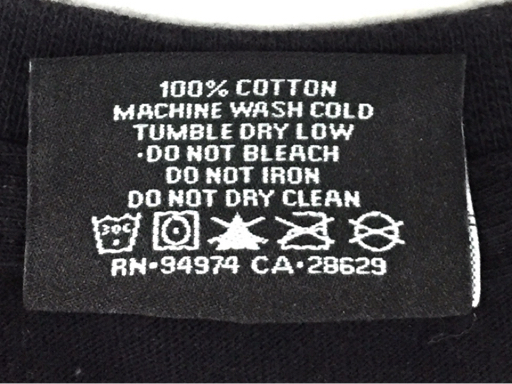 100% COTTON
MACHINE WASH COLD
TUMBLE DRY LOW
·DO NOT BLEACH
DO NOT IRON
DO NOT DRY CLEAN
30C
RN·94974 CA·28629